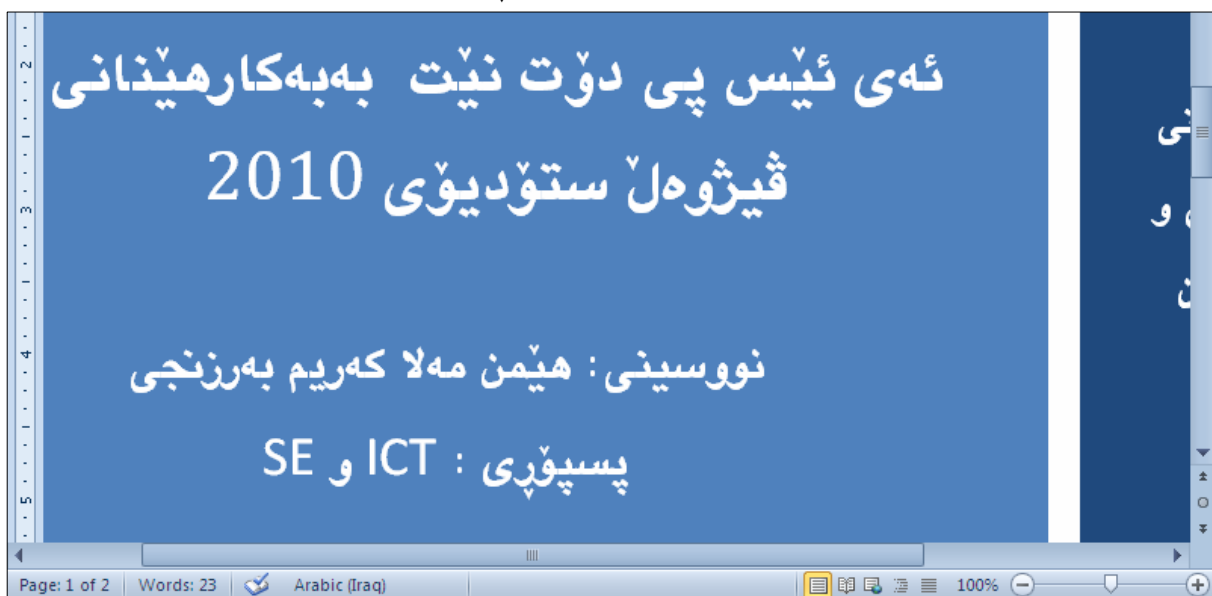 ئەی ئێس پی دۆت نێت بەبەکارهێنانی
ڤیژوەڵ ستۆدیۆی 2010
نووسینی: هێمن مەلا کەریم بەرزنجی
پسپۆڕی : ICT و SE
Page: 1 of 2
Words: 23
Arabic (Iraq)
100%